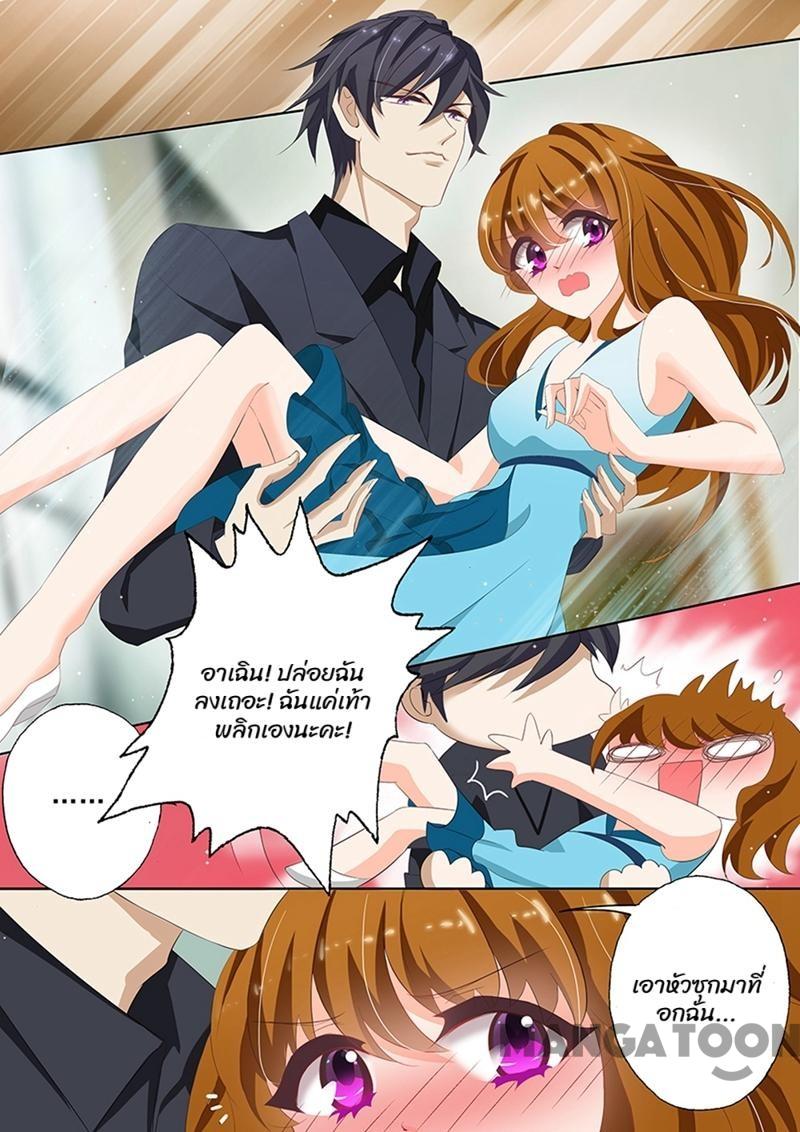 อาเฉิน! ปล่อยฉัน
ลงเถอะ! ฉันแค่เท้า
พลิกเองนะคะ!
......
เอาหัวซุกมาที่
อกฉัน...
MANGATOON